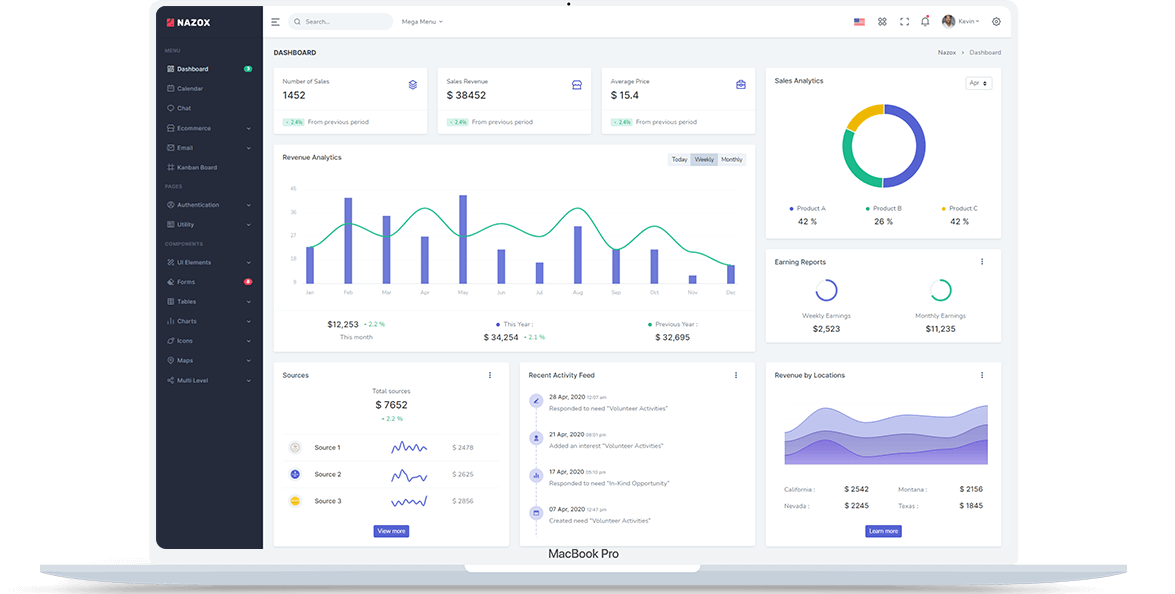 NAZOX
Search...
Mega Menu
Kevin
MENU
Dashboard 3
Calendar
Chat
Ecommerce
Email
Kanban Board
PAGES
Authentication
Utility
COMPONENTS
UI Elements
Forms 8
Tables
Charts
Icons
Maps
Multi Level
DASHBOARD
Nazox > Dashboard
Number of Sales
1452
2.4% From previous period
Sales Revenue
$ 38452
2.4% From previous period
Average Price
$ 15.4
2.4% From previous period
Revenue Analytics
Today Weekly Monthly
45
36
27
18
9
Jan Feb Mar Apr May Jun Jul Aug Sep Oct Nov Dec
$12,253 2.2 %
This month
This Year :
$ 34,254 2.1 %
Previous Year :
$ 32,695
Sales Analytics
Apr
Product A
42 %
Product B
26 %
Product C
42 %
Earning Reports
Weekly Earnings
$2,523
Monthly Earnings
$11,235
Sources
Total sources
$ 7652
2.2 %
Source 1 $ 2478
Source 2 $ 2625
Source 3 $ 2856
View more
Recent Activity Feed
28 Apr, 2020 12:07 am
Responded to need "Volunteer Activities"
21 Apr, 2020 08:01 pm
Added an interest "Volunteer Activities"
17 Apr, 2020 05:10 pm
Responded to need "In-Kind Opportunity"
07 Apr, 2020 12:47 pm
Created need "Volunteer Activities"
Revenue by Locations
California : $ 2542 Montana : $ 2156
Nevada : $ 2245 Texas : $ 1845
Learn more
MacBook Pro